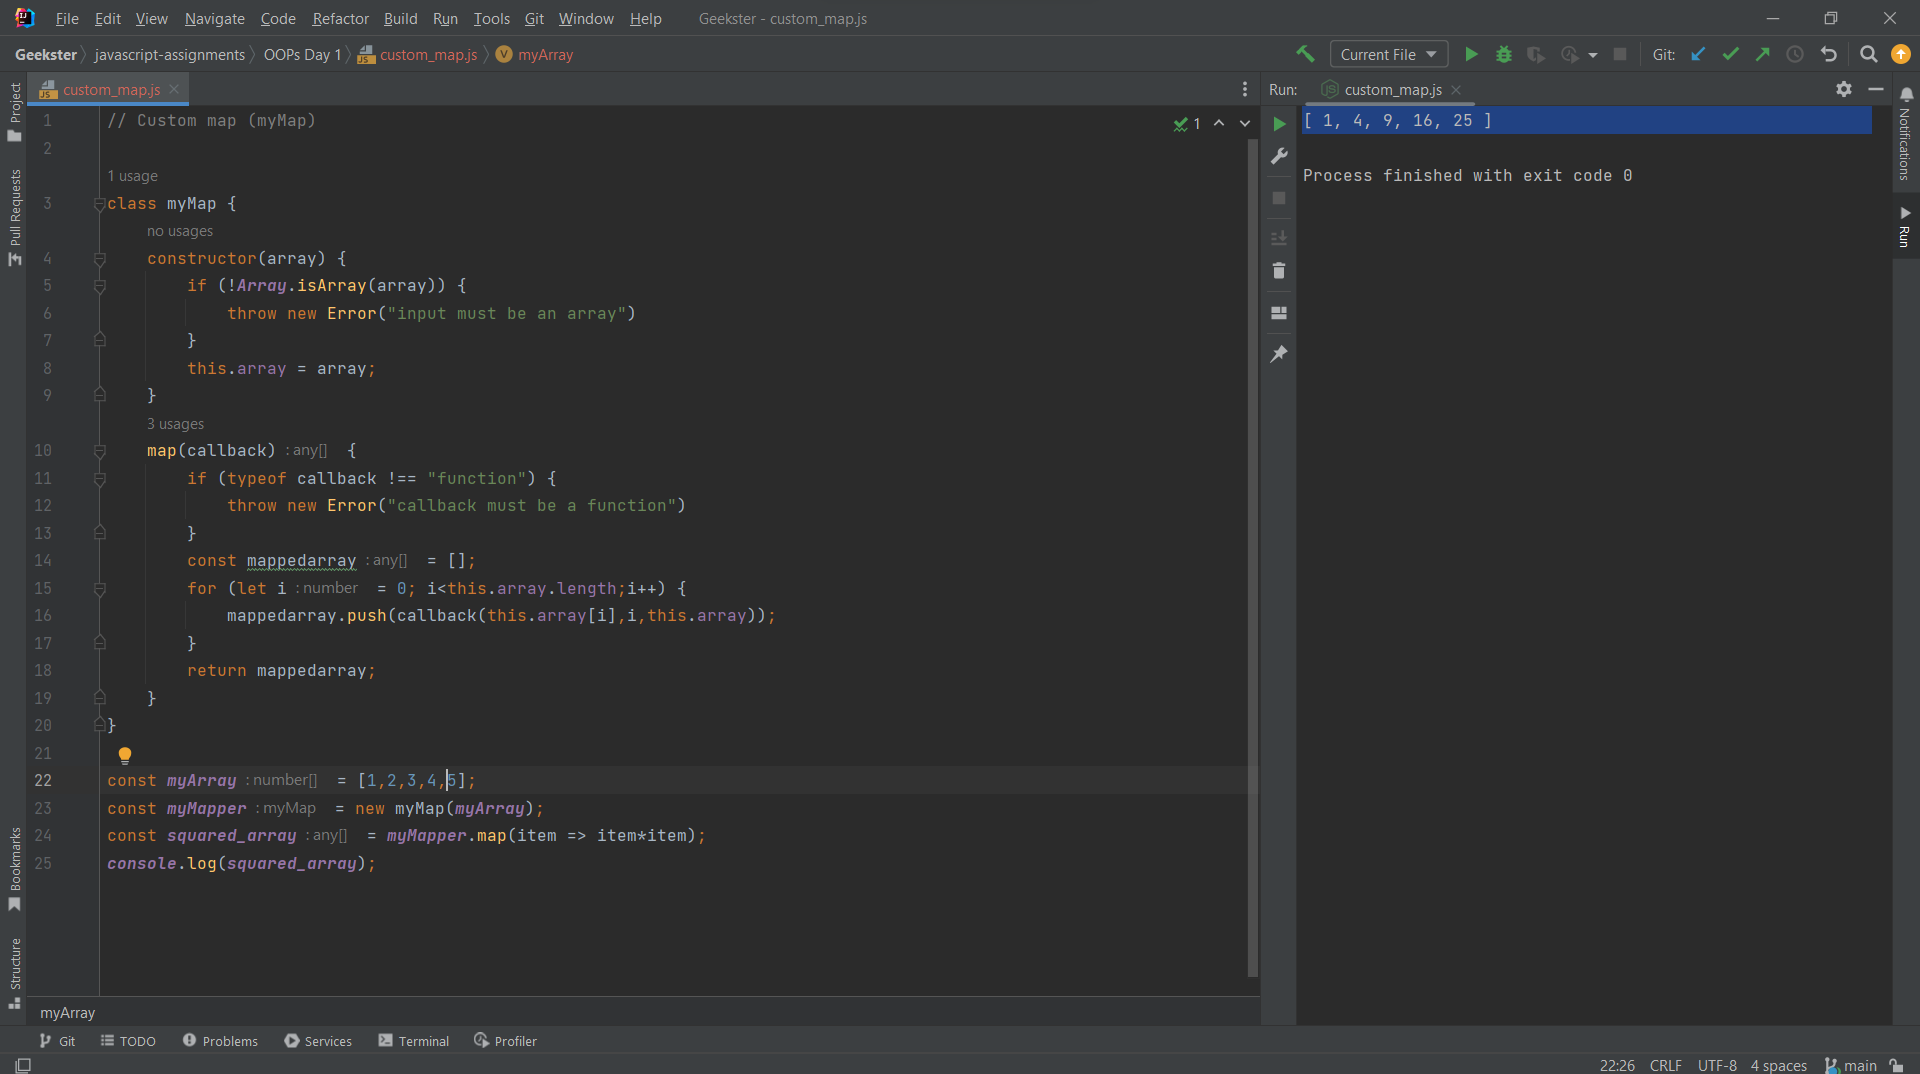 File Edit View Navigate Code Refactor Build Run Tools Git Window Help Geekster - custom_map.js
Geekster javascript-assignments OOPs Day 1 custom_map.js myArray Current File Git:
custom_map.js
Run: custom_map.js
Project
Pull Requests
Bookmarks
Structure
1 // Custom map (myMap)
2
1 usage
3 class myMap {
no usages
4 constructor(array) {
5 if (!Array.isArray(array)) {
6 throw new Error("input must be an array")
7 }
8 this.array = array;
9 }
3 usages
10 map(callback) : any[] {
11 if (typeof callback !== "function") {
12 throw new Error("callback must be a function")
13 }
14 const mappedarray : any[] = [];
15 for (let i : number = 0; i<this.array.length;i++) {
16 mappedarray.push(callback(this.array[i],i,this.array));
17 }
18 return mappedarray;
19 }
20 }
21
22 const myArray : number[] = [1,2,3,4,5];
23 const myMapper : myMap = new myMap(myArray);
24 const squared_array : any[] = myMapper.map(item => item*item);
25 console.log(squared_array);
1
[ 1, 4, 9, 16, 25 ]
Process finished with exit code 0
Notifications
Run
myArray
Git TODO Problems Services Terminal Profiler
22:26 CRLF UTF-8 4 spaces main